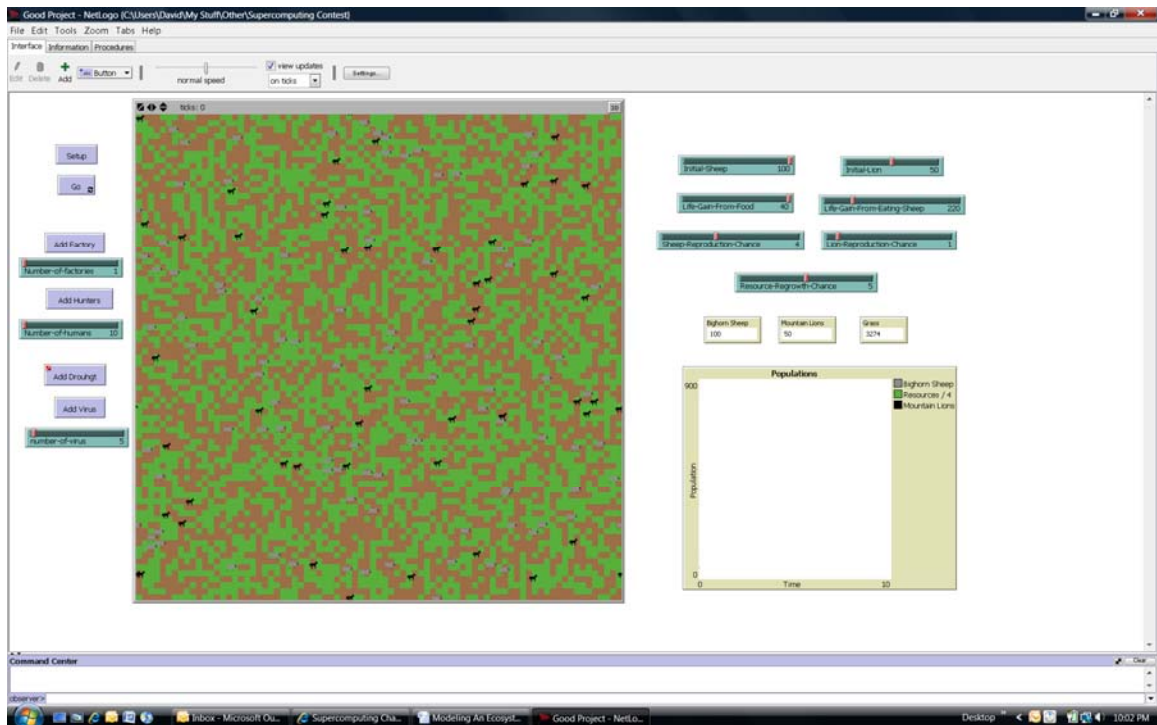 Good Project - NetLogo {C:\Users\David\My Stuff\Other\Supercomputing Contest}
File Edit Tools Zoom Tabs Help
Interface Information Procedures
Edit Delete Add Button normal speed view updates on ticks Settings...
ticks: 0 3D
Setup
Go
Add Factory
Number-of-factories 1
Add Hunters
Number-of-humans 10
Add Drouhgt
Add Virus
number-of-virus 5
Initial-Sheep 100
Initial-Lion 50
Life-Gain-From-Food 40
Life-Gain-From-Eating-Sheep 220
Sheep-Reproduction-Chance 4
Lion-Reproduction-Chance 1
Resource-Regrowth-Chance 5
Bighorn Sheep
100
Mountain Lions
50
Grass
3274
Populations
900
Population
0
0 Time 10
Bighorn Sheep
Resources / 4
Mountain Lions
Command Center Clear
observer>
Inbox - Microsoft Ou... Supercomputing Cha... Modeling An Ecosyst... Good Project - NetLo... Desktop 10:02 PM